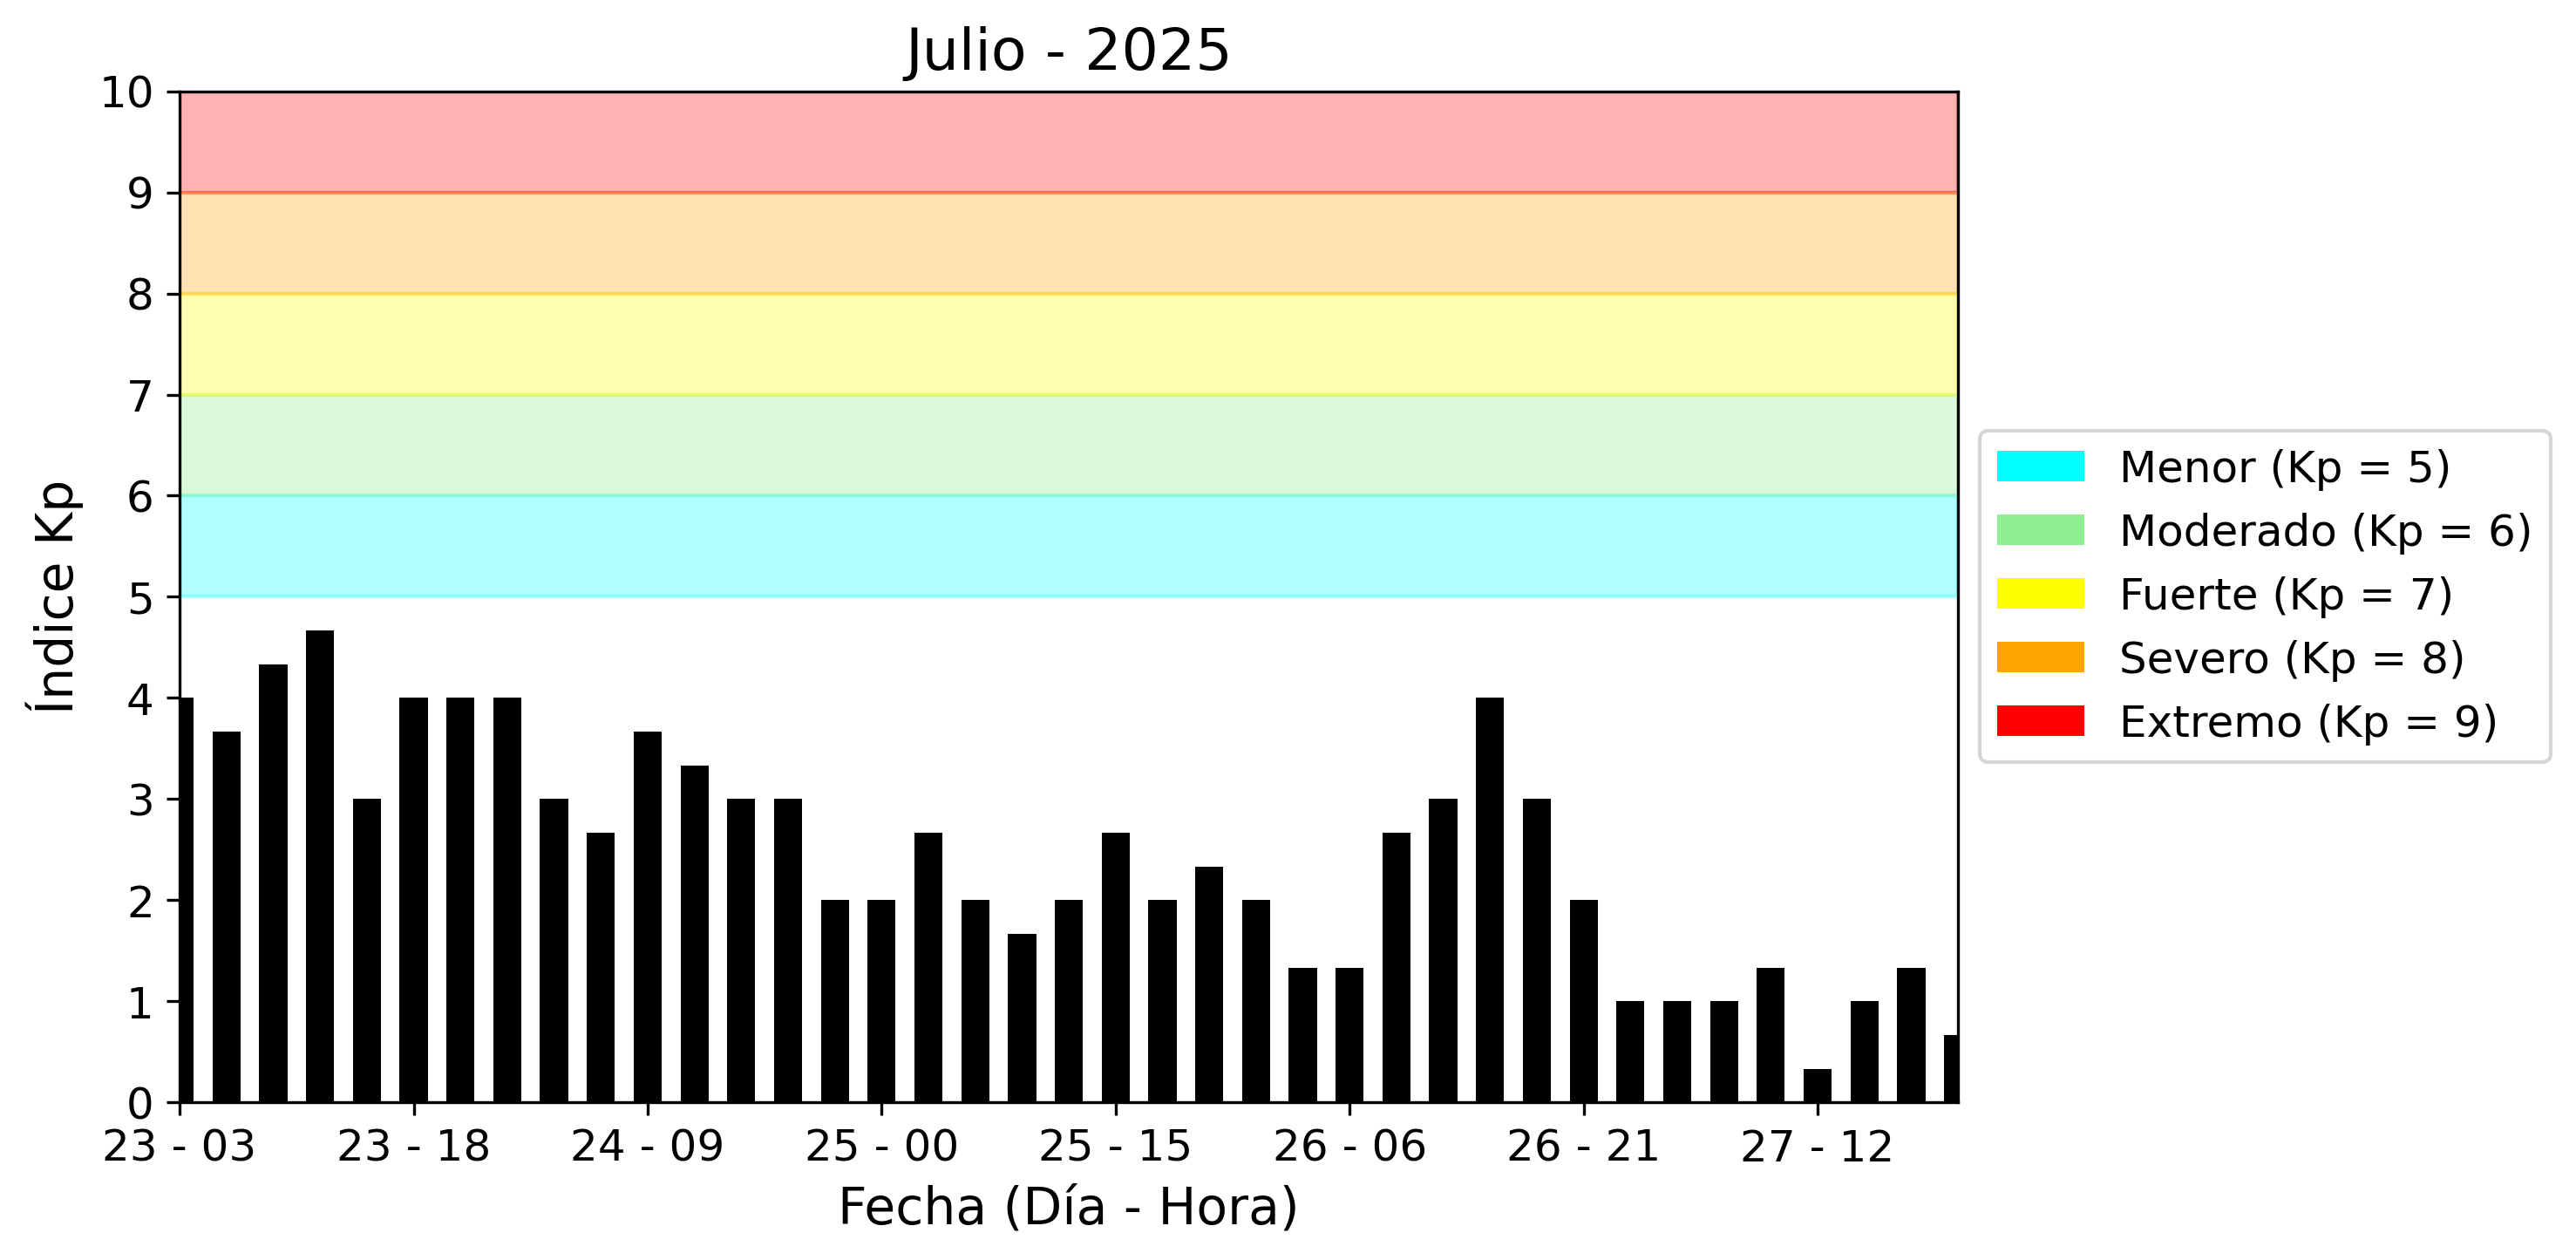 Julio - 2025
10
9
8
7
6
5
4
3
2
1
0
Índice Kp
23 - 03 23 - 18 24 - 09 25 - 00 25 - 15 26 - 06 26 - 21 27 - 12
Fecha (Día - Hora)
Menor (Kp = 5)
Moderado (Kp = 6)
Fuerte (Kp = 7)
Severo (Kp = 8)
Extremo (Kp = 9)